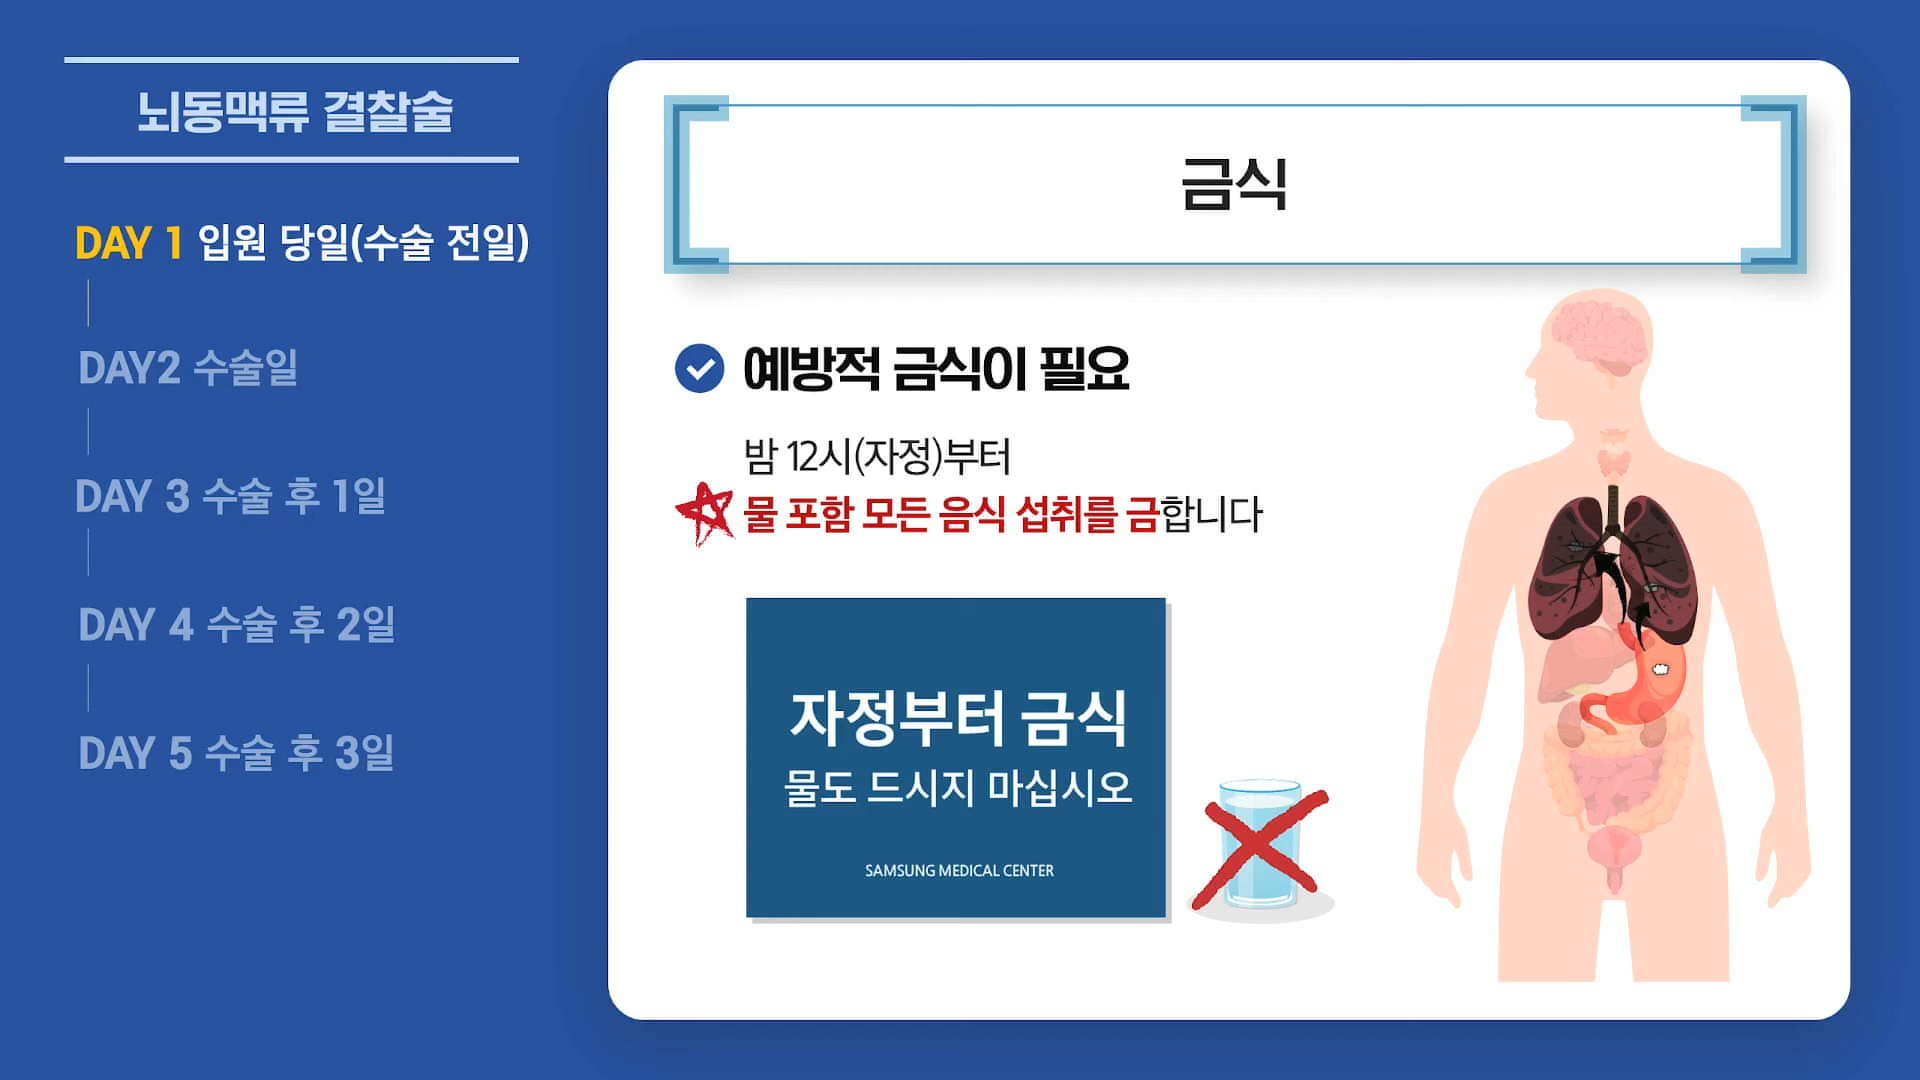 뇌동맥류 결찰술
DAY 1 입원 당일(수술 전일)
DAY2 수술일
DAY 3 수술 후 1일
DAY 4 수술 후 2일
DAY 5 수술 후 3일
금식
예방적 금식이 필요
밤 12시(자정)부터
물 포함 모든 음식 섭취를 금합니다
자정부터 금식
물도 드시지 마십시오
SAMSUNG MEDICAL CENTER